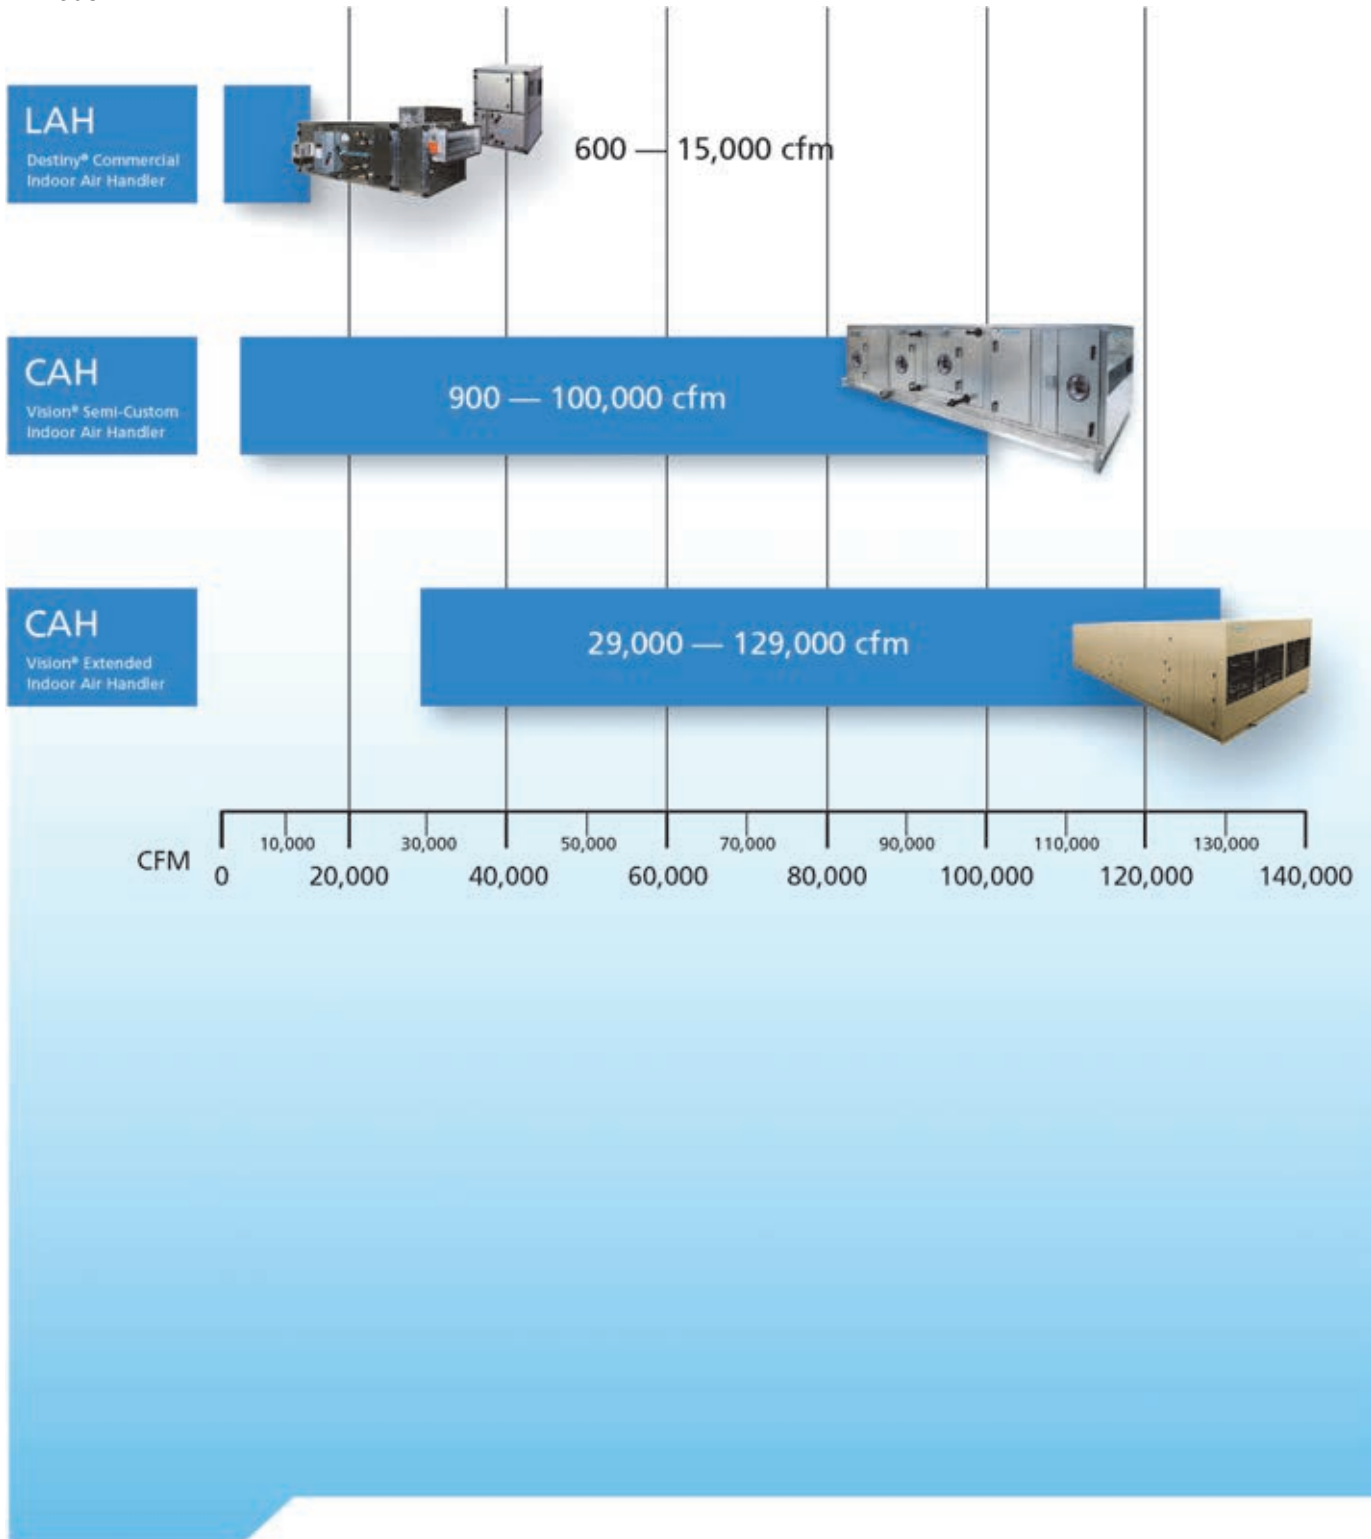 LAH
Destiny® Commercial
Indoor Air Handler
600 — 15,000 cfm
CAH
Vision® Semi-Custom
Indoor Air Handler
900 — 100,000 cfm
CAH
Vision® Extended
Indoor Air Handler
29,000 — 129,000 cfm
10,000 30,000 50,000 70,000 90,000 110,000 130,000
CFM 0 20,000 40,000 60,000 80,000 100,000 120,000 140,000